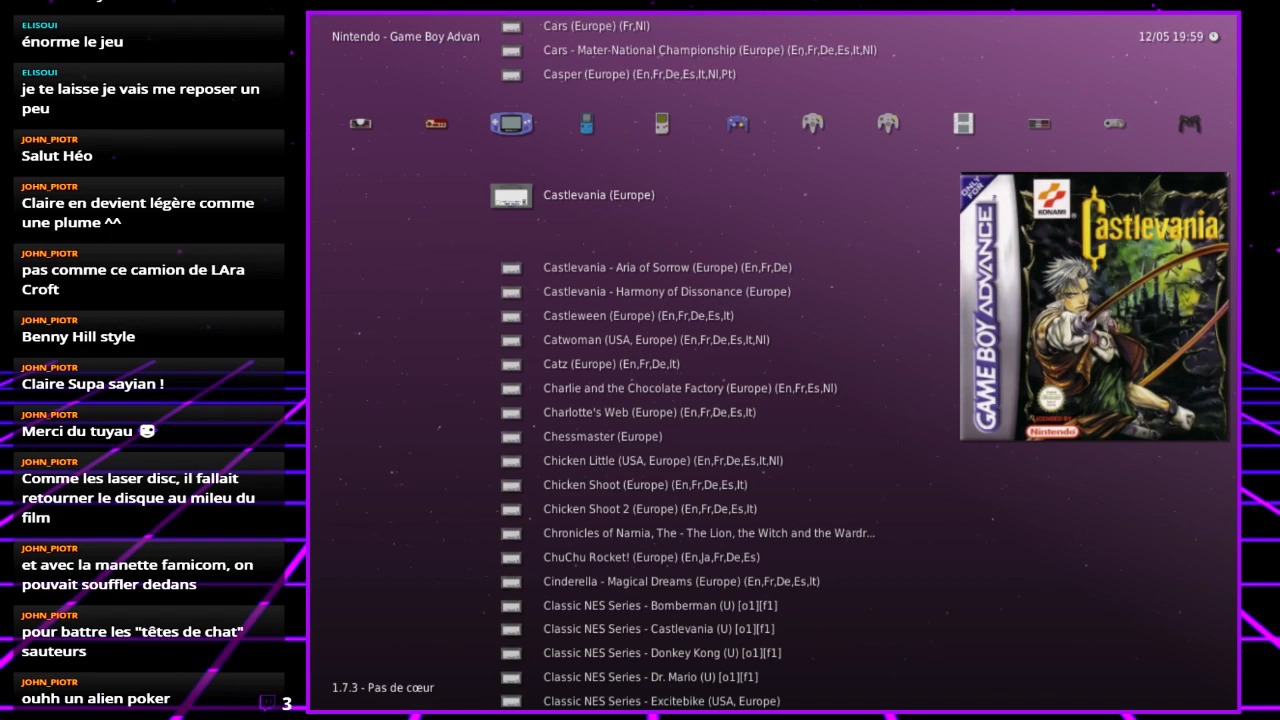 ELISOUI
énorme le jeu
ELISOUI
je te laisse je vais me reposer un
peu
JOHN_PIOTR
Salut Héo
JOHN_PIOTR
Claire en devient légère comme
une plume ^^
JOHN_PIOTR
pas comme ce camion de LAra
Croft
JOHN_PIOTR
Benny Hill style
JOHN_PIOTR
Claire Supa sayian !
JOHN_PIOTR
Merci du tuyau
JOHN_PIOTR
Comme les laser disc, il fallait
retourner le disque au mileu du
film
JOHN_PIOTR
et avec la manette famicom, on
pouvait souffler dedans
JOHN_PIOTR
pour battre les "têtes de chat"
sauteurs
JOHN_PIOTR
ouhh un alien poker
3
Nintendo - Game Boy Advan
12/05 19:59
Cars (Europe) (Fr,Nl)
Cars - Mater-National Championship (Europe) (En,Fr,De,Es,It,Nl)
Casper (Europe) (En,Fr,De,Es,It,Nl,Pt)
Castlevania (Europe)
Castlevania - Aria of Sorrow (Europe) (En,Fr,De)
Castlevania - Harmony of Dissonance (Europe)
Castleween (Europe) (En,Fr,De,Es,It)
Catwoman (USA, Europe) (En,Fr,De,Es,It,Nl)
Catz (Europe) (En,Fr,De,It)
Charlie and the Chocolate Factory (Europe) (En,Fr,Es,Nl)
Charlotte's Web (Europe) (En,Fr,De,Es,It)
Chessmaster (Europe)
Chicken Little (USA, Europe) (En,Fr,De,Es,It,Nl)
Chicken Shoot (Europe) (En,Fr,De,Es,It)
Chicken Shoot 2 (Europe) (En,Fr,De,Es,It)
Chronicles of Narnia, The - The Lion, the Witch and the Wardr...
ChuChu Rocket! (Europe) (En,Ja,Fr,De,Es)
Cinderella - Magical Dreams (Europe) (En,Fr,De,Es,It)
Classic NES Series - Bomberman (U) [o1][f1]
Classic NES Series - Castlevania (U) [o1][f1]
Classic NES Series - Donkey Kong (U) [o1][f1]
Classic NES Series - Dr. Mario (U) [o1][f1]
Classic NES Series - Excitebike (USA, Europe)
1.7.3 - Pas de cœur
ONLY
FOR
GAME BOY ADVANCE
KONAMI
Castlevania
LICENSED BY
Nintendo